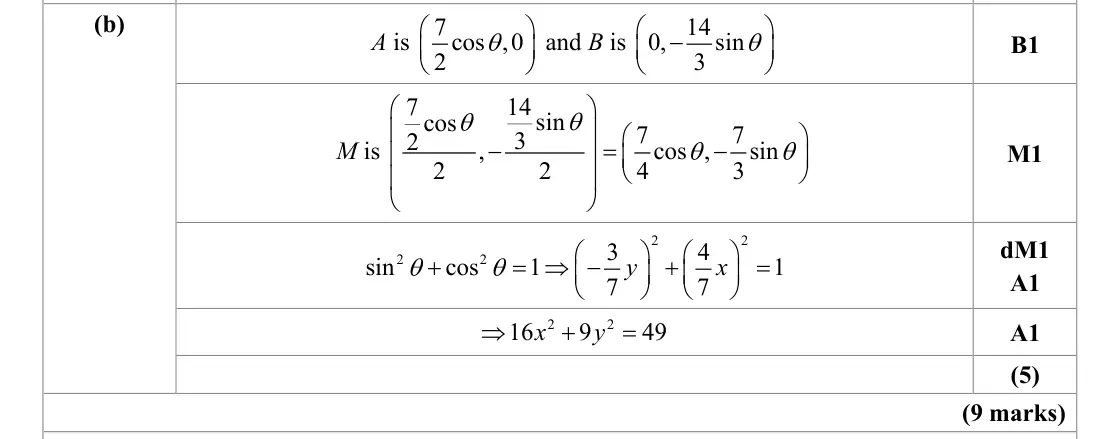 (b) A is (7/2 cos θ, 0) and B is (0, −14/3 sin θ) B1
M is (7/2 cos θ / 2, − 14/3 sin θ / 2) = (7/4 cos θ, −7/3 sin θ) M1
sin² θ + cos² θ = 1 ⇒ (−3/7 y)² + (4/7 x)² = 1 dM1
A1
⇒ 16x² + 9y² = 49 A1
(5)
(9 marks)